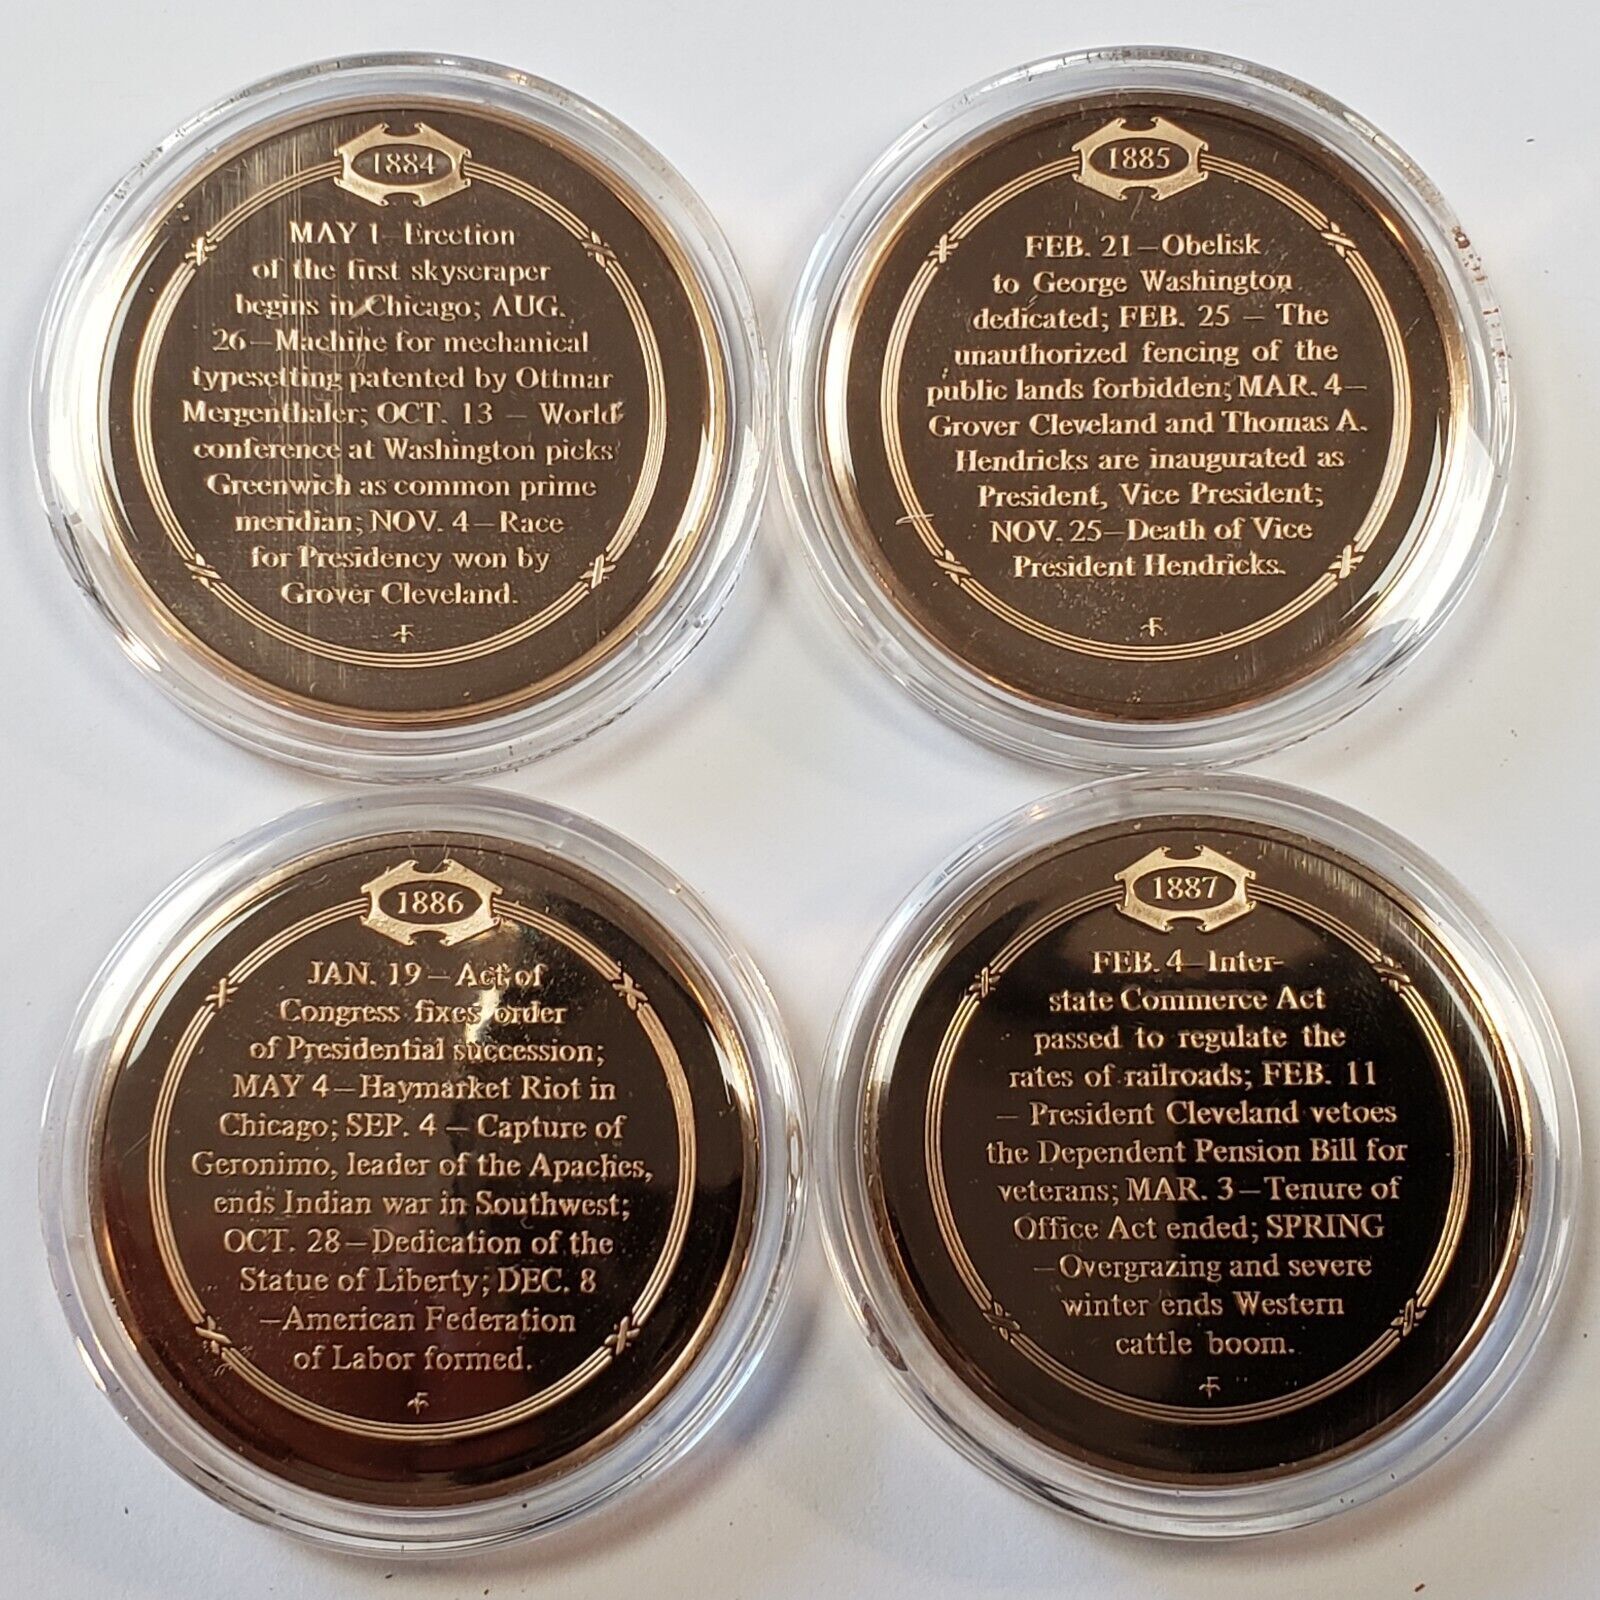 1884
MAY 1—Erection
of the first skyscraper
begins in Chicago; AUG.
26—Machine for mechanical
typesetting patented by Ottmar
Mergenthaler; OCT. 13 — World
conference at Washington picks
Greenwich as common prime
meridian; NOV. 4—Race
for Presidency won by
Grover Cleveland.
F
1885
FEB. 21—Obelisk
to George Washington
dedicated; FEB. 25 — The
unauthorized fencing of the
public lands forbidden; MAR. 4—
Grover Cleveland and Thomas A.
Hendricks are inaugurated as
President, Vice President;
NOV. 25—Death of Vice
President Hendricks.
F
1886
JAN. 19—Act of
Congress fixes order
of Presidential succession;
MAY 4—Haymarket Riot in
Chicago; SEP. 4 — Capture of
Geronimo, leader of the Apaches,
ends Indian war in Southwest;
OCT. 28—Dedication of the
Statue of Liberty; DEC. 8
—American Federation
of Labor formed.
F
1887
FEB. 4—Inter-
state Commerce Act
passed to regulate the
rates of railroads; FEB. 11
— President Cleveland vetoes
the Dependent Pension Bill for
veterans; MAR. 3—Tenure of
Office Act ended; SPRING
—Overgrazing and severe
winter ends Western
cattle boom.
F